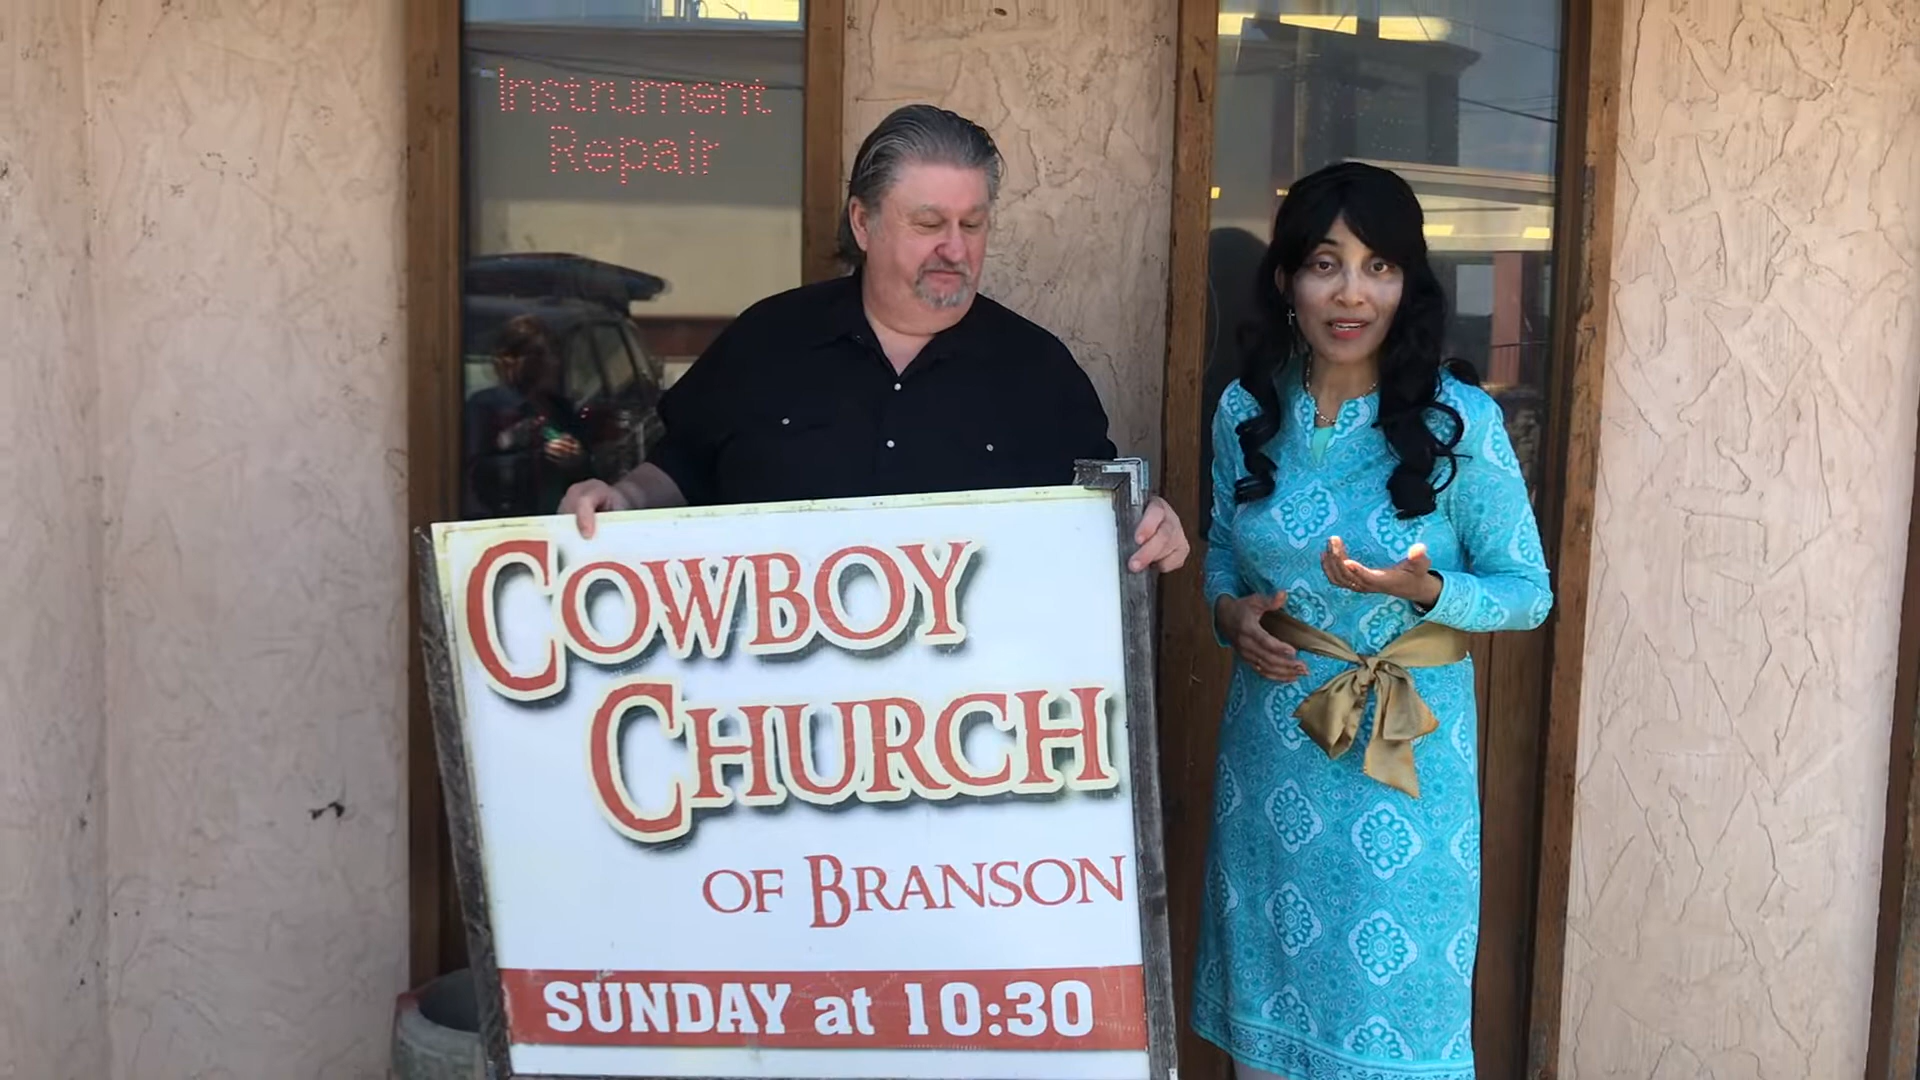 Instrument
Repair
COWBOY
CHURCH
OF BRANSON
SUNDAY at 10:30